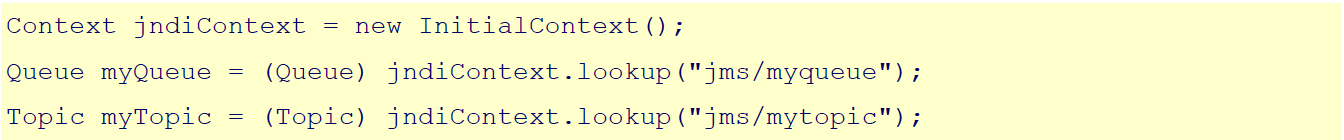 Context jndiContext = new InitialContext();
Queue myQueue = (Queue) jndiContext.lookup("jms/myqueue");
Topic myTopic = (Topic) jndiContext.lookup("jms/mytopic");